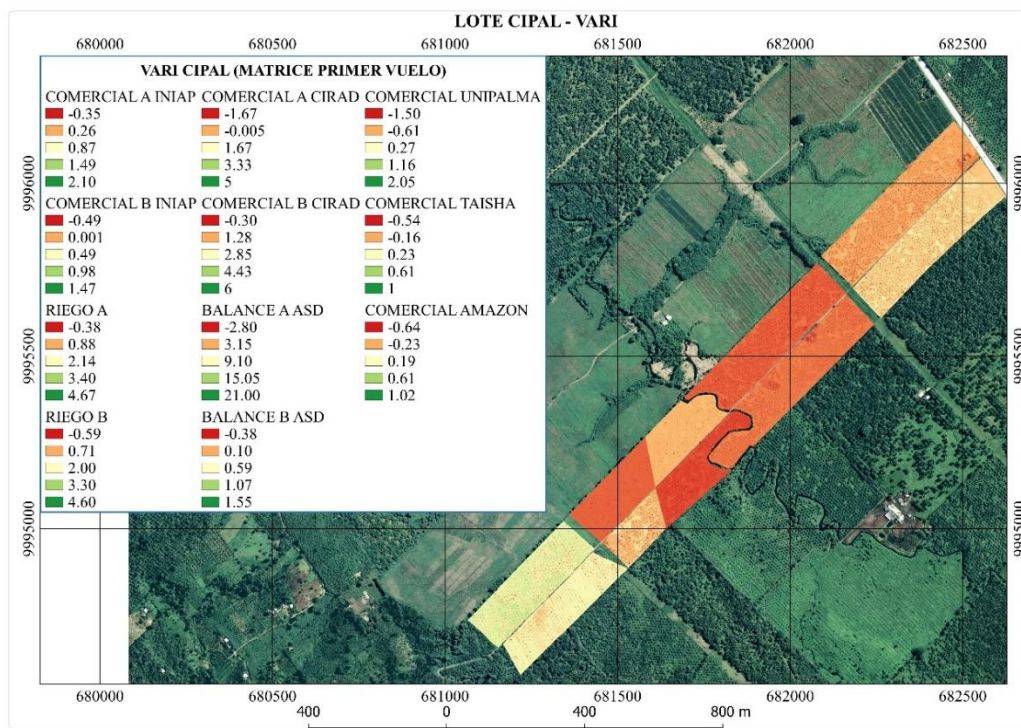 LOTE CIPAL - VARI
680000 680500 681000 681500 682000 682500
VARI CIPAL (MATRICE PRIMER VUELO)
COMERCIAL A INIAP COMERCIAL A CIRAD COMERCIAL UNIPALMA
-0.35 -1.67 -1.50
0.26 -0.005 -0.61
0.87 1.67 0.27
1.49 3.33 1.16
2.10 5 2.05
COMERCIAL B INIAP COMERCIAL B CIRAD COMERCIAL TAISHA
-0.49 -0.30 -0.54
0.001 1.28 -0.16
0.49 2.85 0.23
0.98 4.43 0.61
1.47 6 1
RIEGO A BALANCE A ASD COMERCIAL AMAZON
-0.38 -2.80 -0.64
0.88 3.15 -0.23
2.14 9.10 0.19
3.40 15.05 0.61
4.67 21.00 1.02
RIEGO B BALANCE B ASD
-0.59 -0.38
0.71 0.10
2.00 0.59
3.30 1.07
4.60 1.55
9996000 9996000
9995500 9995500
9995000 9995000
680000 680500 681000 681500 682000 682500
400 0 400 800 m